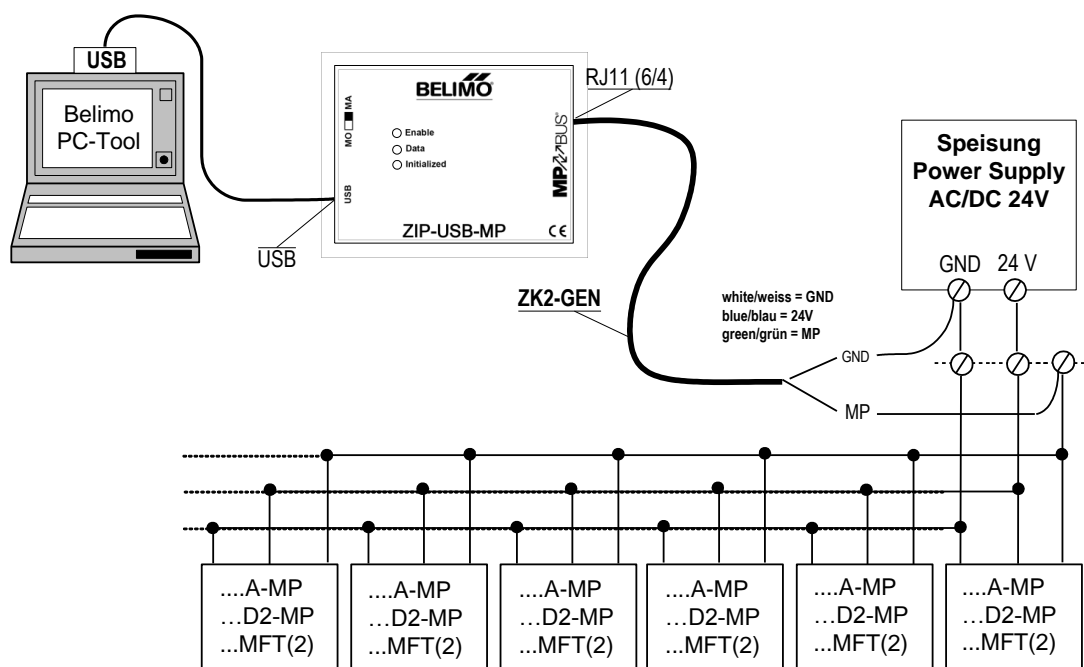 USB
Belimo
PC-Tool
BELIMO®
MO MA
Enable
Data
Initialized
USB
MP BUS®
ZIP-USB-MP
CE
RJ11 (6/4)
USB
ZK2-GEN
white/weiss = GND
blue/blau = 24V
green/grün = MP
Speisung
Power Supply
AC/DC 24V
GND 24 V
GND
MP
....A-MP
…D2-MP
...MFT(2)
....A-MP
…D2-MP
...MFT(2)
....A-MP
…D2-MP
...MFT(2)
....A-MP
…D2-MP
...MFT(2)
....A-MP
…D2-MP
...MFT(2)
....A-MP
…D2-MP
...MFT(2)